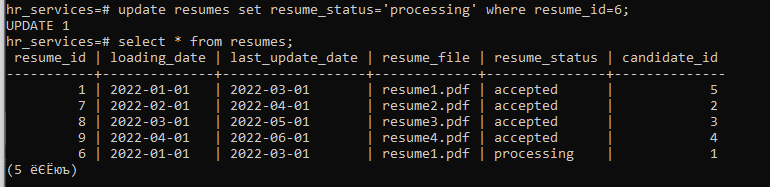 hr_services=# update resumes set resume_status='processing' where resume_id=6;
UPDATE 1
hr_services=# select * from resumes;
resume_id | loading_date | last_update_date | resume_file | resume_status | candidate_id
-----------+--------------+------------------+-------------+---------------+--------------
1 | 2022-01-01 | 2022-03-01 | resume1.pdf | accepted | 5
7 | 2022-02-01 | 2022-04-01 | resume2.pdf | accepted | 2
8 | 2022-03-01 | 2022-05-01 | resume3.pdf | accepted | 3
9 | 2022-04-01 | 2022-06-01 | resume4.pdf | accepted | 4
6 | 2022-01-01 | 2022-03-01 | resume1.pdf | processing | 1
(5 ёЄЁюъ)